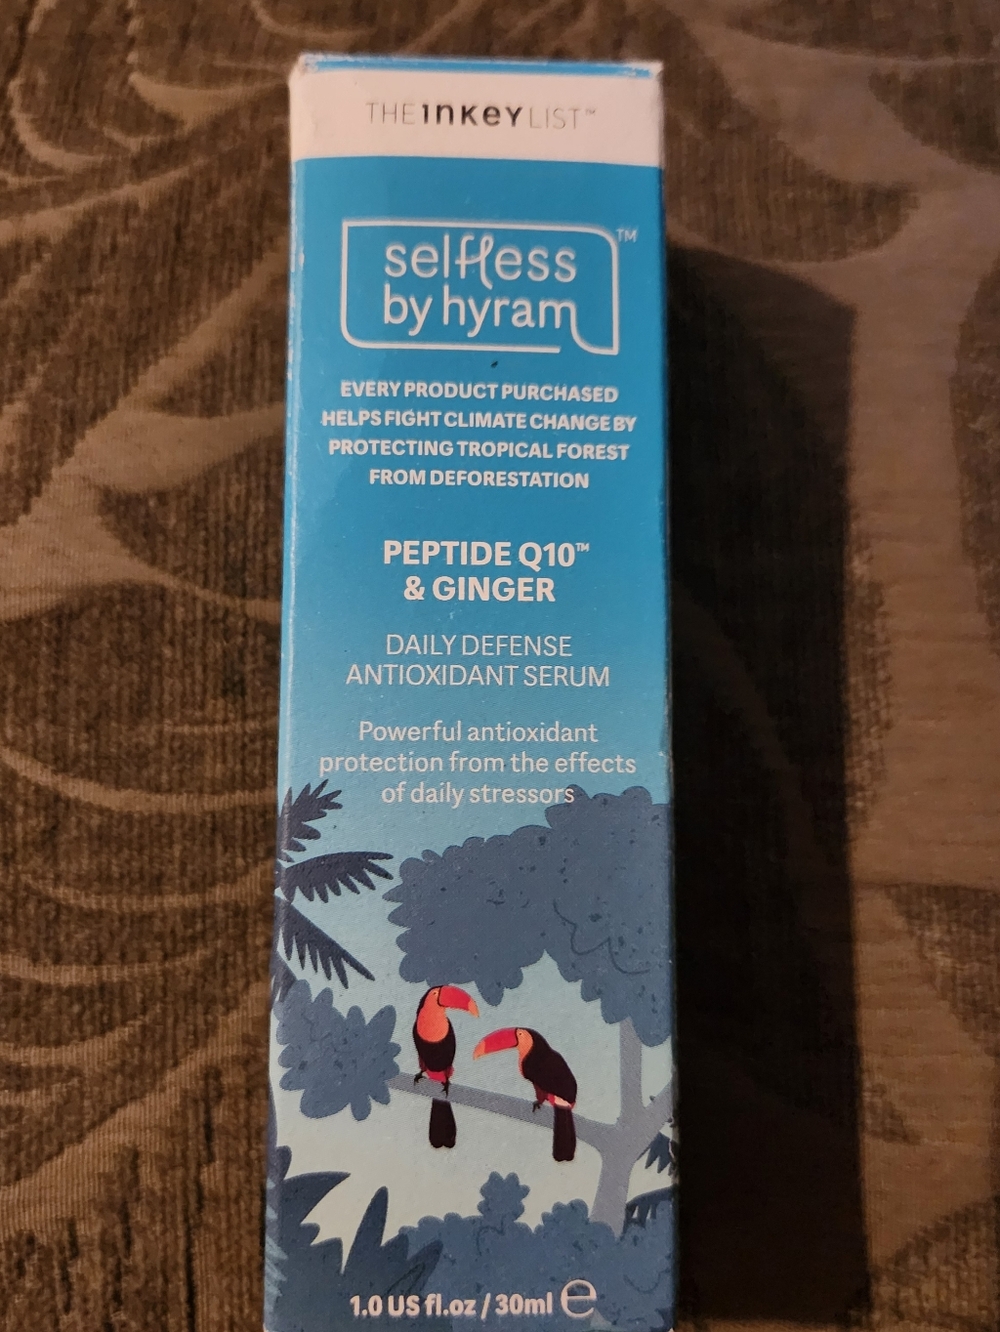 THE INKEY LIST™
selfless ™
by hyram
EVERY PRODUCT PURCHASED
HELPS FIGHT CLIMATE CHANGE BY
PROTECTING TROPICAL FOREST
FROM DEFORESTATION
PEPTIDE Q10™
& GINGER
DAILY DEFENSE
ANTIOXIDANT SERUM
Powerful antioxidant
protection from the effects
of daily stressors
1.0 US fl.oz / 30ml ℮